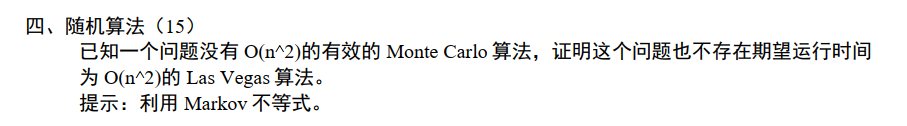 四、随机算法（15）
已知一个问题没有 O(n^2)的有效的 Monte Carlo 算法，证明这个问题也不存在期望运行时间
为 O(n^2)的 Las Vegas 算法。
提示：利用 Markov 不等式。